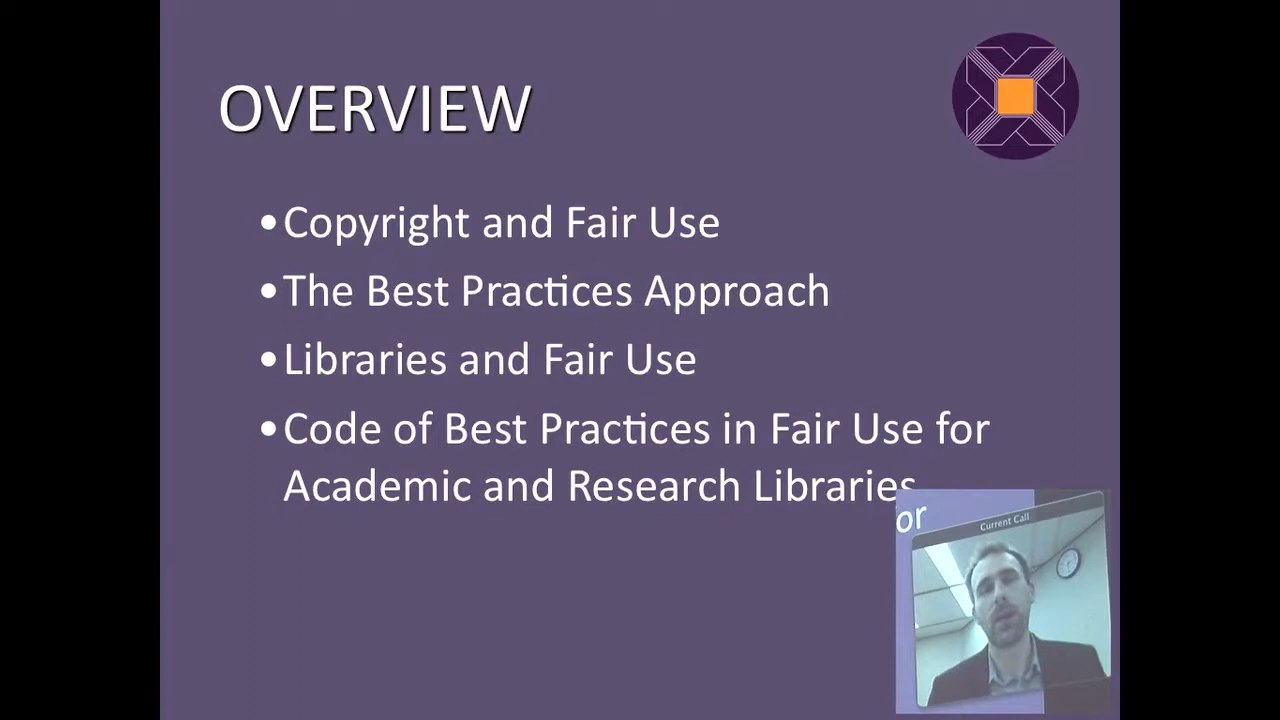 OVERVIEW
•Copyright and Fair Use
•The Best Practices Approach
•Libraries and Fair Use
•Code of Best Practices in Fair Use for
Academic and Research Libraries
or
Current Call